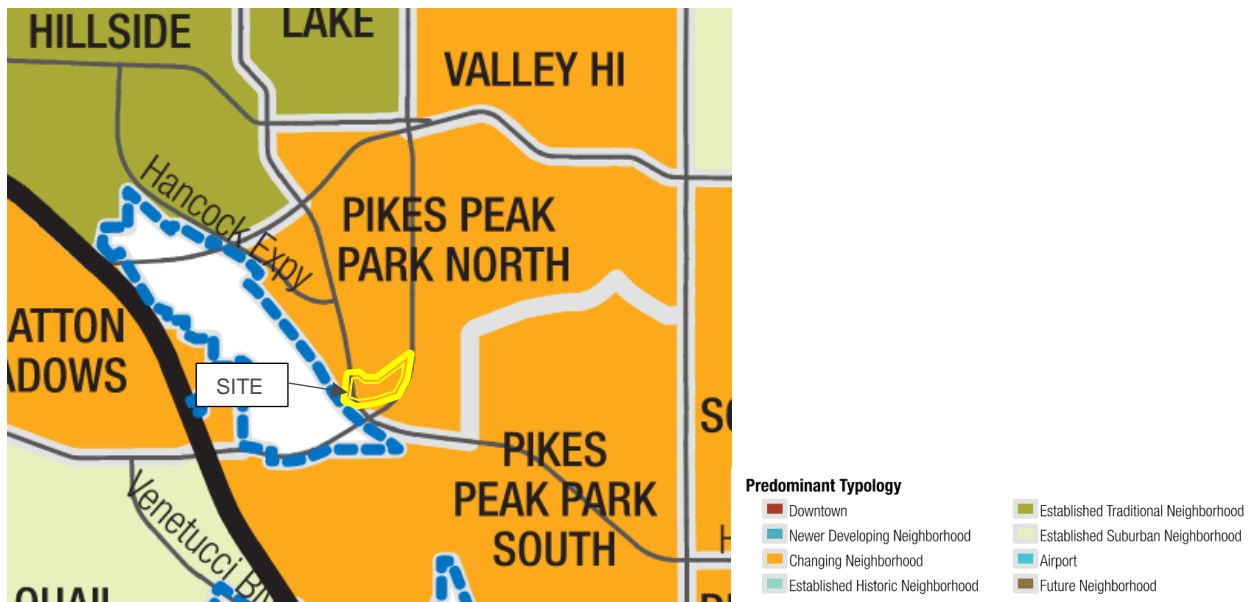 HILLSIDE
LAKE
VALLEY HI
Hancock Expy
PIKES PEAK
PARK NORTH
ATTON
ADOWS
SITE
SO
PIKES
PEAK PARK
SOUTH
Venetucci Bl
QUAIL
H
Predominant Typology
Downtown
Newer Developing Neighborhood
Changing Neighborhood
Established Historic Neighborhood
Established Traditional Neighborhood
Established Suburban Neighborhood
Airport
Future Neighborhood